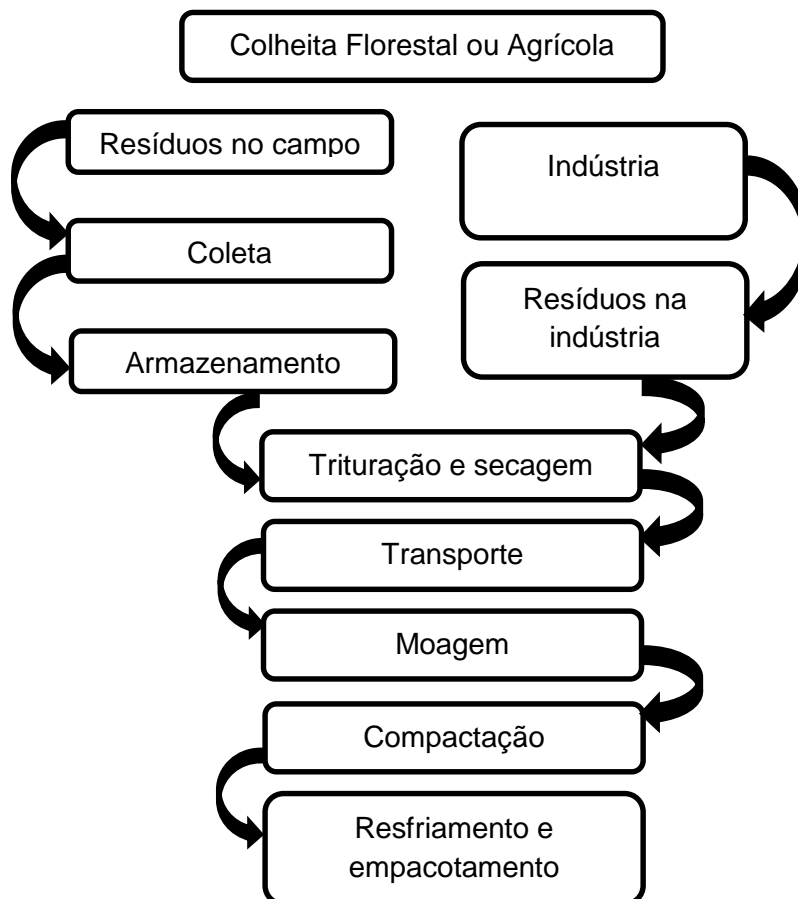 Colheita Florestal ou Agrícola
Resíduos no campo
Coleta
Armazenamento
Indústria
Resíduos na
indústria
Trituração e secagem
Transporte
Moagem
Compactação
Resfriamento e
empacotamento